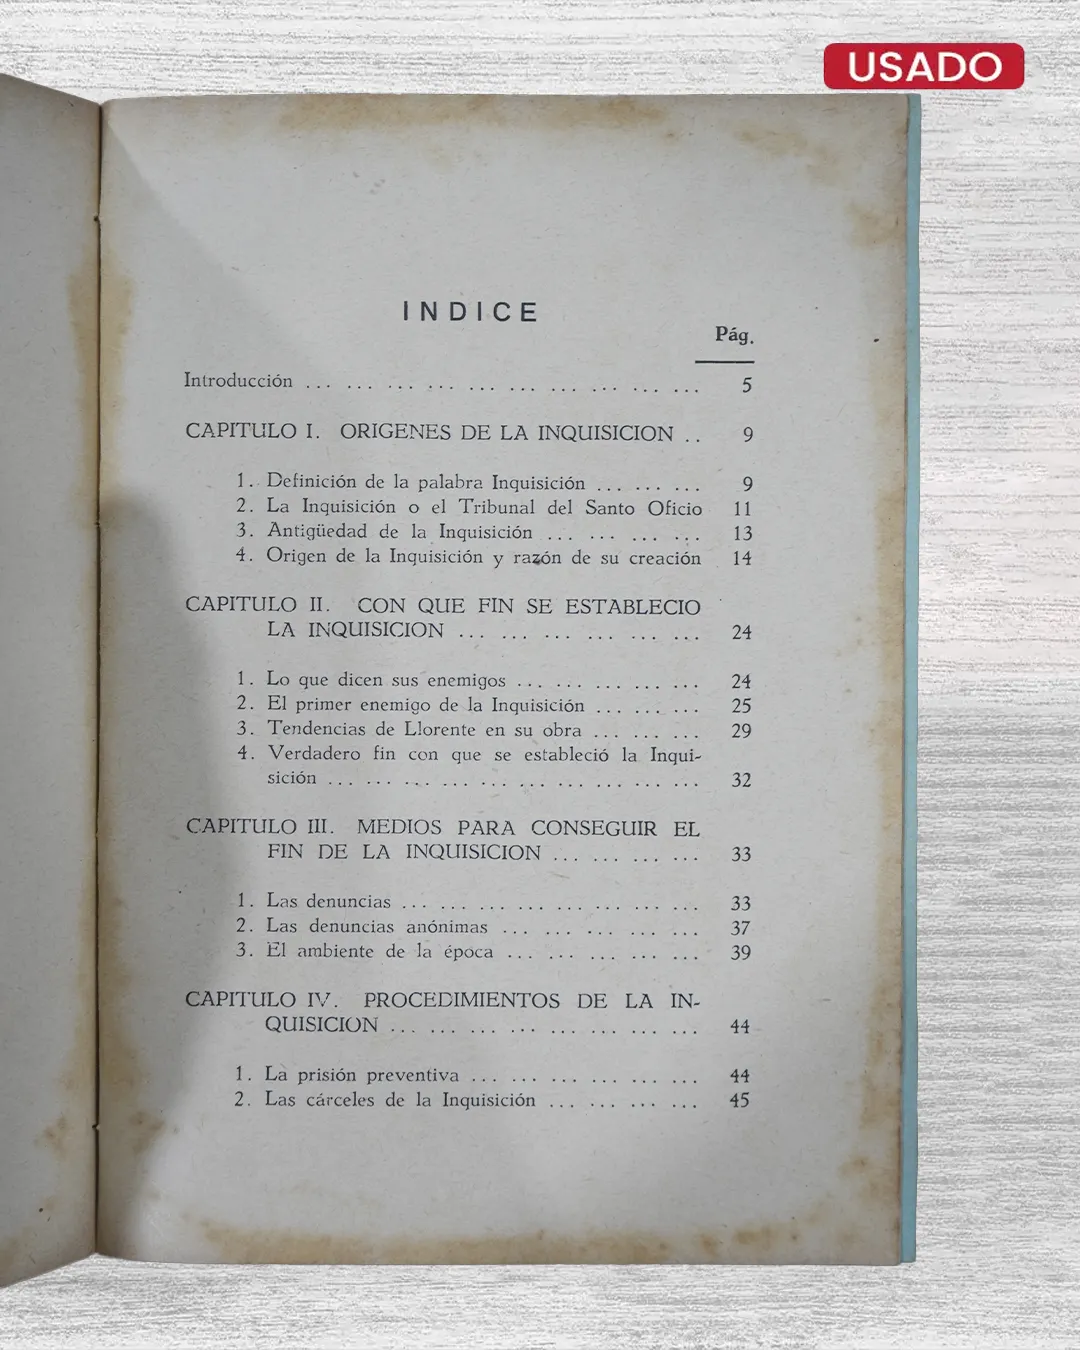 USADO
INDICE
Pág.
Introducción ... ... ... ... ... ... ... ... ... ... 5
CAPITULO I. ORIGENES DE LA INQUISICION .. 9
1. Definición de la palabra Inquisición ... ... ... 9
2. La Inquisición o el Tribunal del Santo Oficio 11
3. Antigüedad de la Inquisición ... ... ... ... 13
4. Origen de la Inquisición y razón de su creación 14
CAPITULO II. CON QUE FIN SE ESTABLECIO
LA INQUISICION ... ... ... ... ... ... 24
1. Lo que dicen sus enemigos ... ... ... ... ... 24
2. El primer enemigo de la Inquisición ... ... ... 25
3. Tendencias de Llorente en su obra ... ... ... 29
4. Verdadero fin con que se estableció la Inqui-
sición ... ... ... ... ... ... ... ... ... ... 32
CAPITULO III. MEDIOS PARA CONSEGUIR EL
FIN DE LA INQUISICION ... ... ... ... 33
1. Las denuncias ... ... ... ... ... ... ... ... 33
2. Las denuncias anónimas ... ... ... ... ... 37
3. El ambiente de la época ... ... ... ... ... 39
CAPITULO IV. PROCEDIMIENTOS DE LA IN-
QUISICION ... ... ... ... ... ... ... ... 44
1. La prisión preventiva ... ... ... ... ... ... 44
2. Las cárceles de la Inquisición ... ... ... ... 45